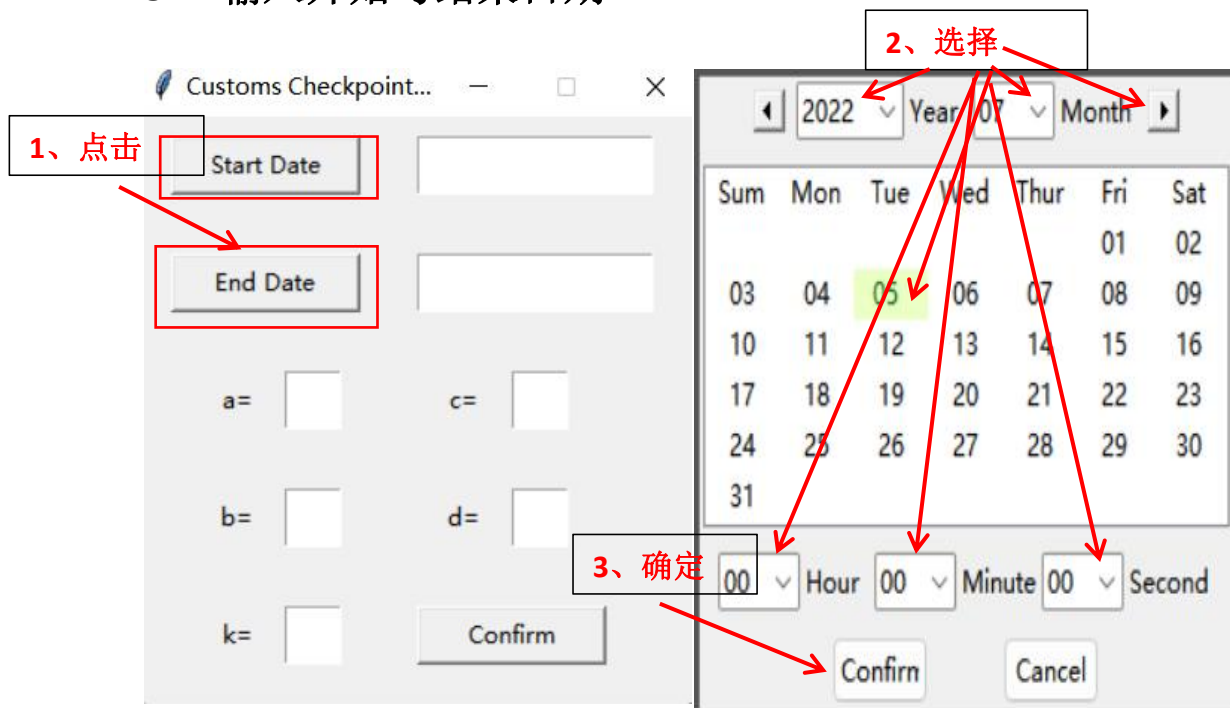 2、选择
Customs Checkpoint...
1、点击
Start Date
End Date
a=
c=
b=
d=
k=
Confirm
2022 Year 07 Month
Sum Mon Tue Wed Thur Fri Sat
01 02
03 04 05 06 07 08 09
10 11 12 13 14 15 16
17 18 19 20 21 22 23
24 25 26 27 28 29 30
31
3、确定
00 Hour 00 Minute 00 Second
Confirm Cancel